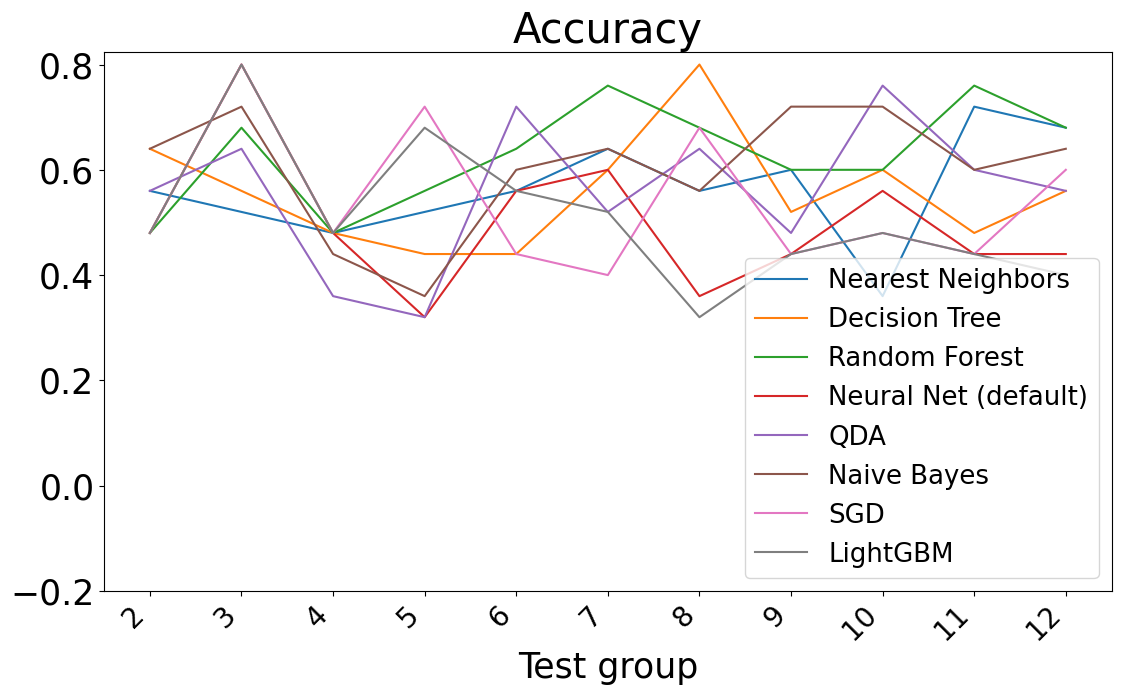 Accuracy
0.8
0.6
0.4
0.2
0.0
−0.2
Nearest Neighbors
Decision Tree
Random Forest
Neural Net (default)
QDA
Naive Bayes
SGD
LightGBM
2 3 4 5 6 7 8 9 10 11 12
Test group